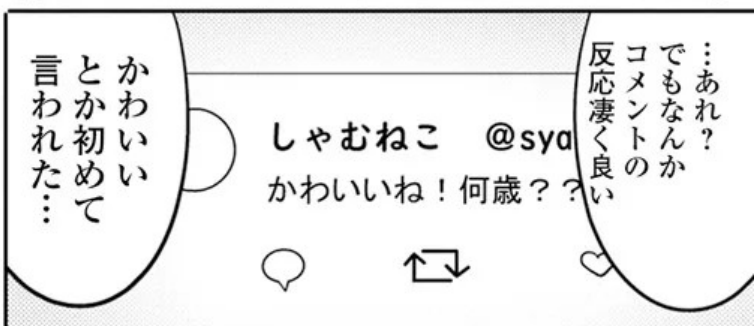 …あれ？
でもなんか
コメントの
反応凄く良い
しゃむねこ　@sya
かわいいね！何歳？？
かわいい
とか初めて
言われた…